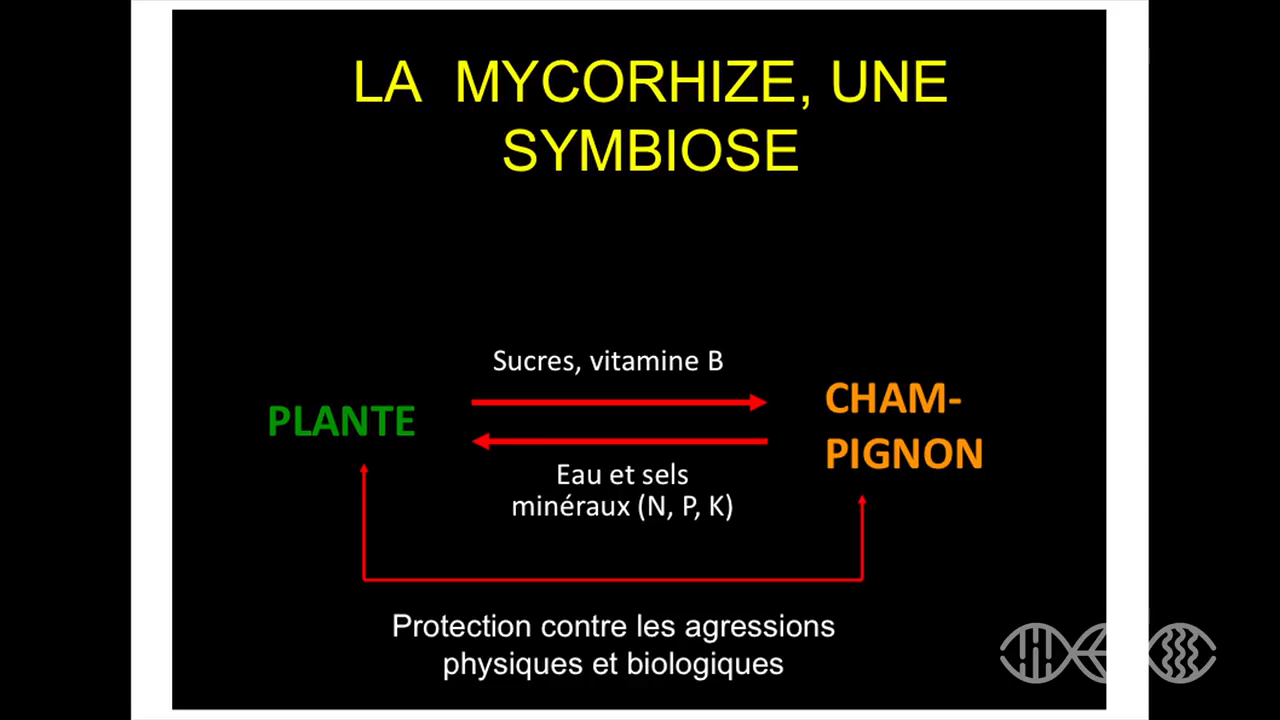 LA MYCORHIZE, UNE
SYMBIOSE
Sucres, vitamine B
PLANTE
CHAM-
PIGNON
Eau et sels
minéraux (N, P, K)
Protection contre les agressions
physiques et biologiques